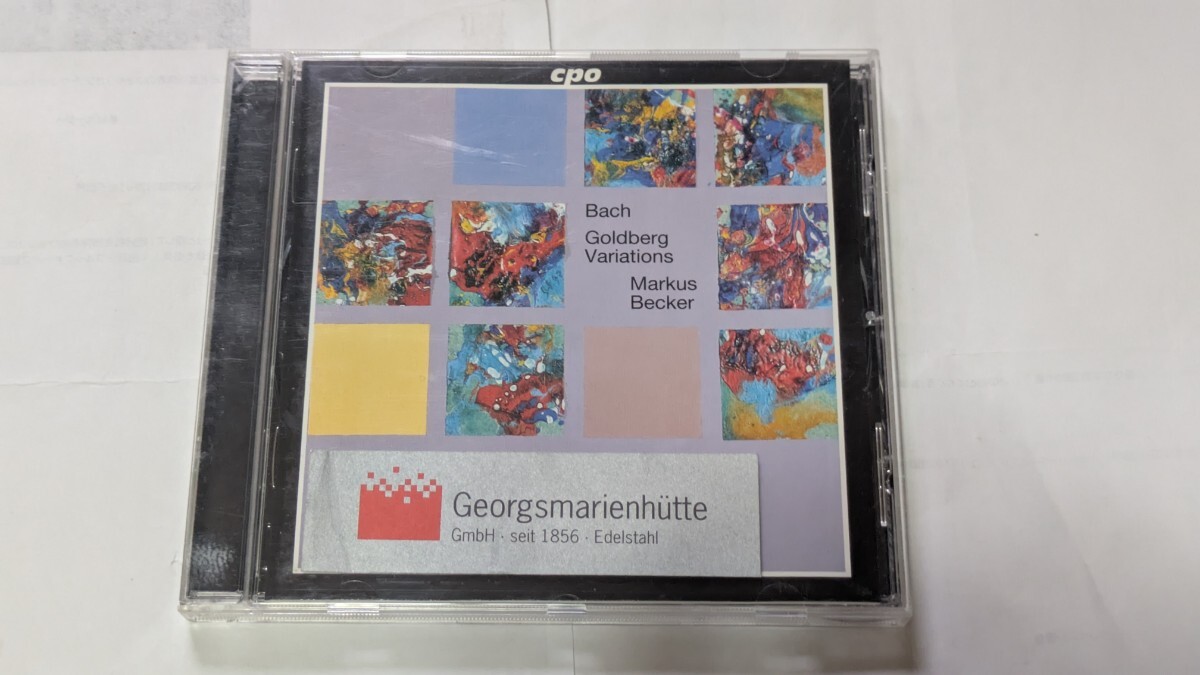 cpo
Bach
Goldberg
Variations
Markus
Becker
Georgsmarienhütte
GmbH · seit 1856 · Edelstahl